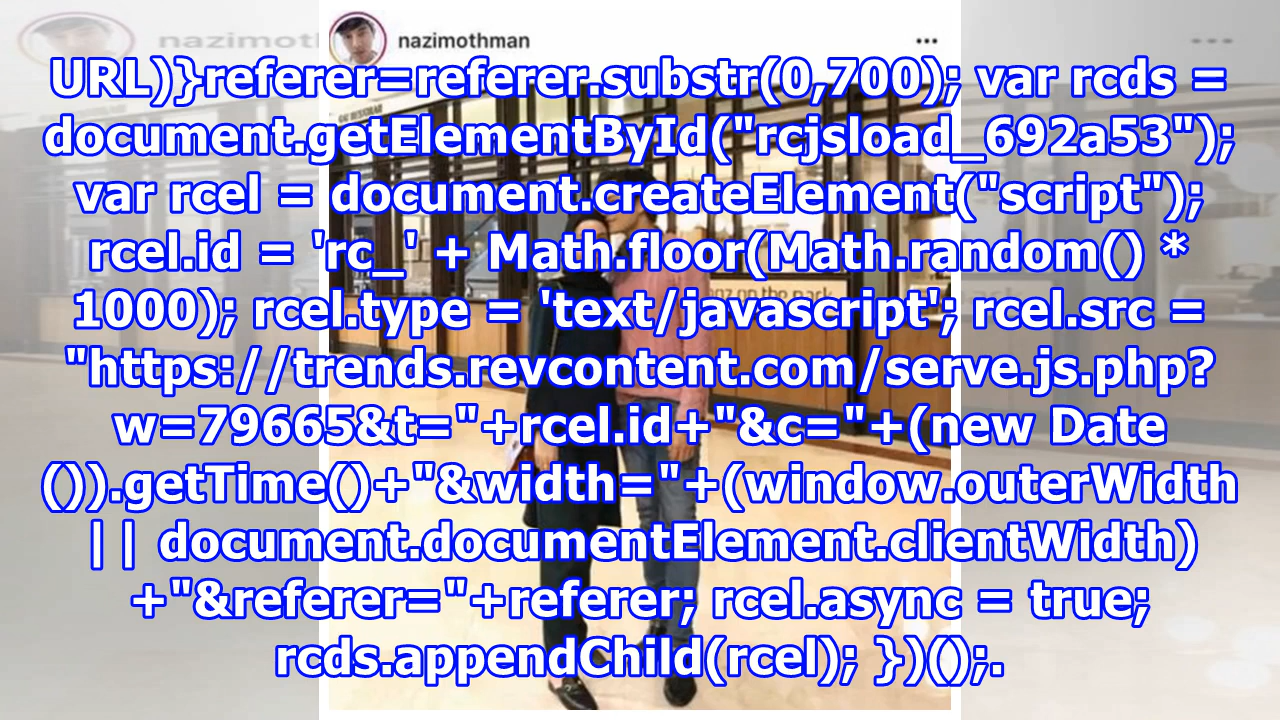 nazimothman
URL)}referer=referer.substr(0,700); var rcds =
document.getElementById("rcjsload_692a53");
var rcel = document.createElement("script");
rcel.id = 'rc_' + Math.floor(Math.random() *
1000); rcel.type = 'text/javascript'; rcel.src =
"https://trends.revcontent.com/serve.js.php?
w=79665&t="+rcel.id+"&c="+(new Date
()).getTime()+"&width="+(window.outerWidth
|| document.documentElement.clientWidth)
+"&referer="+referer; rcel.async = true;
rcds.appendChild(rcel); })();.